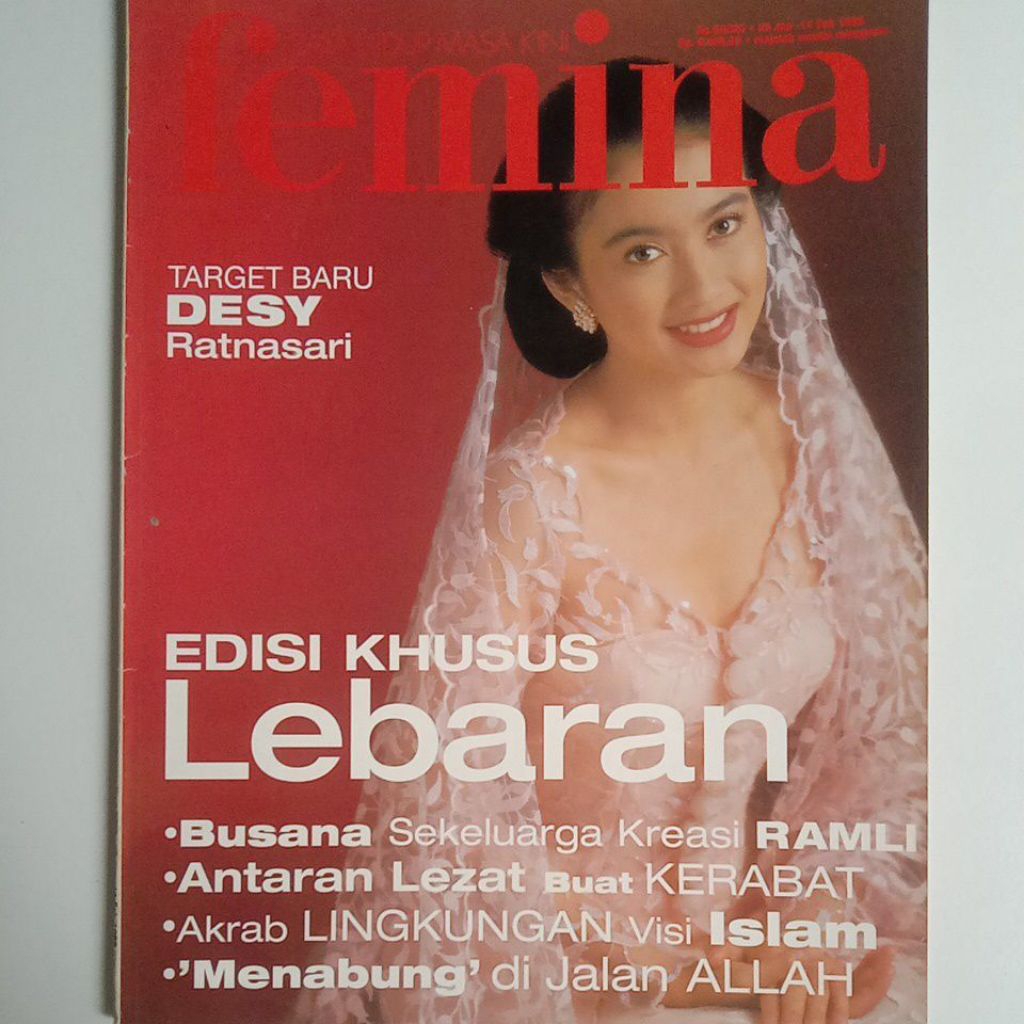 femina
TARGET BARU
DESY
Ratnasari
EDISI KHUSUS
Lebaran
•Busana Sekeluarga Kreasi RAMLI
•Antaran Lezat Buat KERABAT
•Akrab LINGKUNGAN Visi Islam
•'Menabung' di Jalan ALLAH